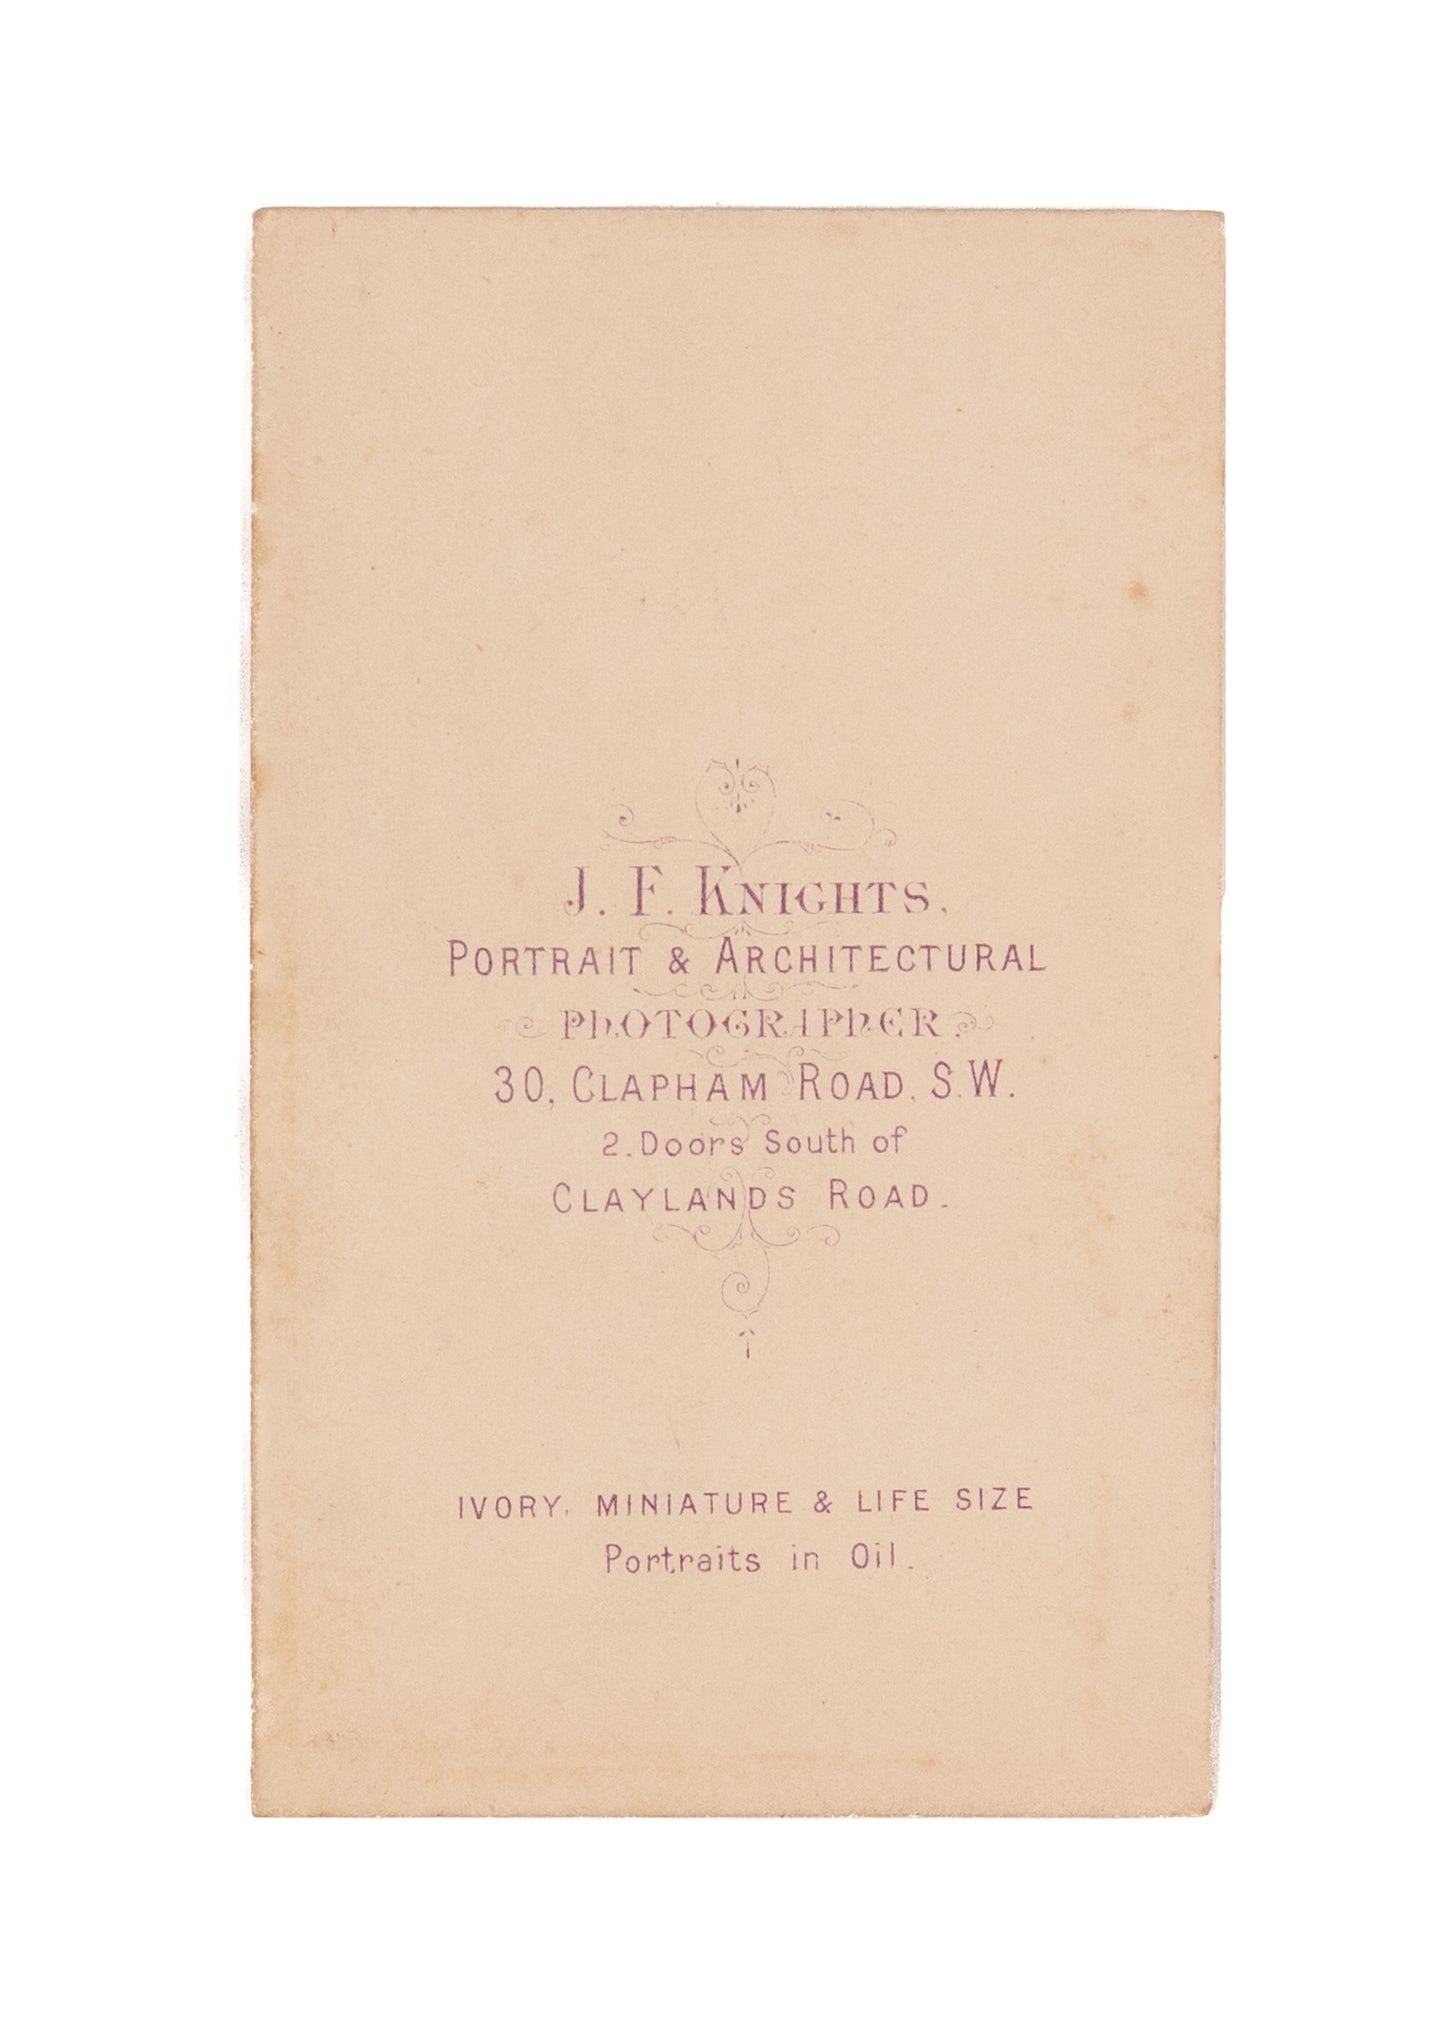 J. F. KNIGHTS,
PORTRAIT & ARCHITECTURAL
PHOTOGRAPHER.
30, CLAPHAM ROAD, S.W.
2. Doors South of
CLAYLANDS ROAD.
IVORY, MINIATURE & LIFE SIZE
Portraits in Oil.